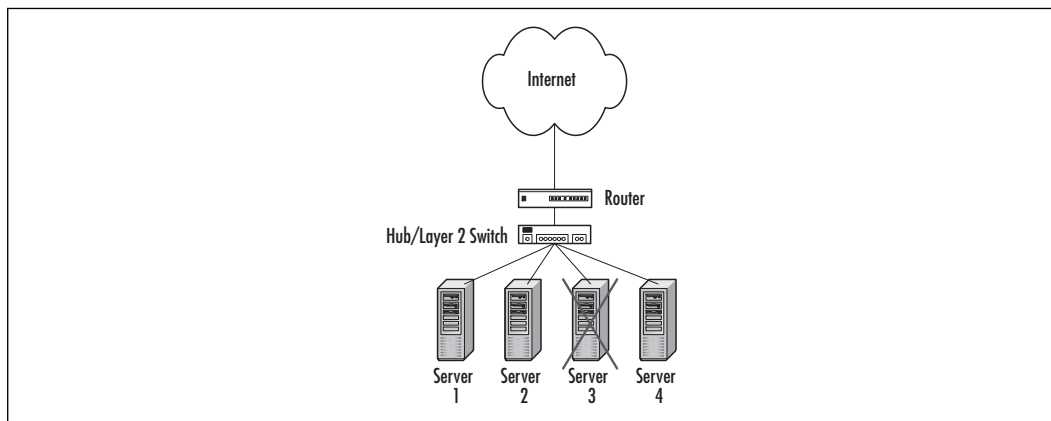 Internet
Router
Hub/Layer 2 Switch
Server
1
Server
2
Server
3
Server
4